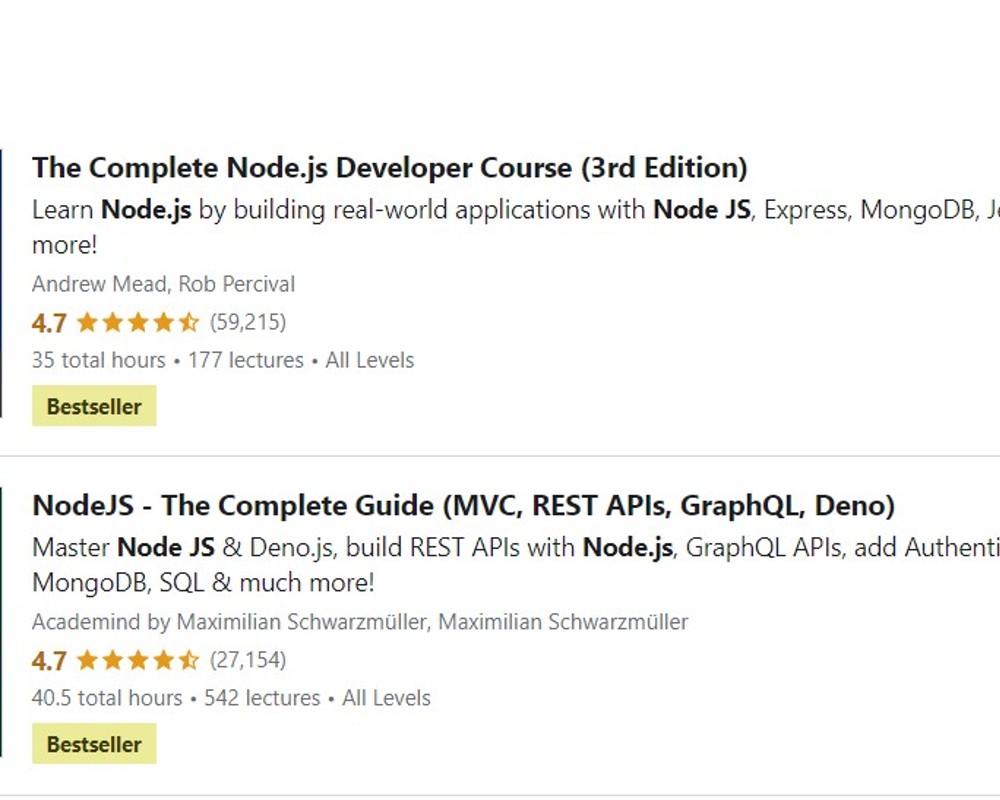 The Complete Node.js Developer Course (3rd Edition)
Learn Node.js by building real-world applications with Node JS, Express, MongoDB,
more!
Andrew Mead, Rob Percival
4.7 (59,215)
35 total hours • 177 lectures • All Levels
Bestseller
NodeJS - The Complete Guide (MVC, REST APIs, GraphQL, Deno)
Master Node JS & Deno.js, build REST APIs with Node.js, GraphQL APIs, add
MongoDB, SQL & much more!
Academind by Maximilian Schwarzmüller, Maximilian Schwarzmüller
4.7 (27,154)
40.5 total hours • 542 lectures • All Levels
Bestseller